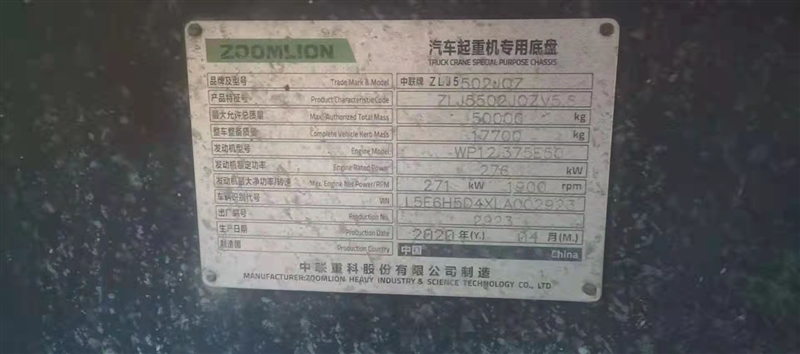 ZOOMLION 汽车起重机专用底盘
TRUCK CRANE SPECIAL PURPOSE CHASSIS
品牌及型号 Trade Mark & Model 中联牌 ZLJ5502JQZ
产品特征号 Product Characteristic Code ZLJ5502JQZV5.5
最大允许总质量 Max. Authorized Total Mass 50000 kg
整车整备质量 Complete Vehicle Kerb Mass 17700 kg
发动机型号 Engine Model WP12.375E50
发动机额定功率 Engine Rated Power 276 kW
发动机最大净功率/转速 Max. Engine Net Power/RPM 271 kW 1900 rpm
车辆识别代号 VIN L5E6H5D4XLA002923
出厂编号 Production No. 2923
生产日期 Production Date 2020 年(Y.) 04 月(M.)
制造国 Production Country 中国 China
中联重科股份有限公司制造
MANUFACTURER:ZOOMLION HEAVY INDUSTRY & SCIENCE TECHNOLOGY CO., LTD